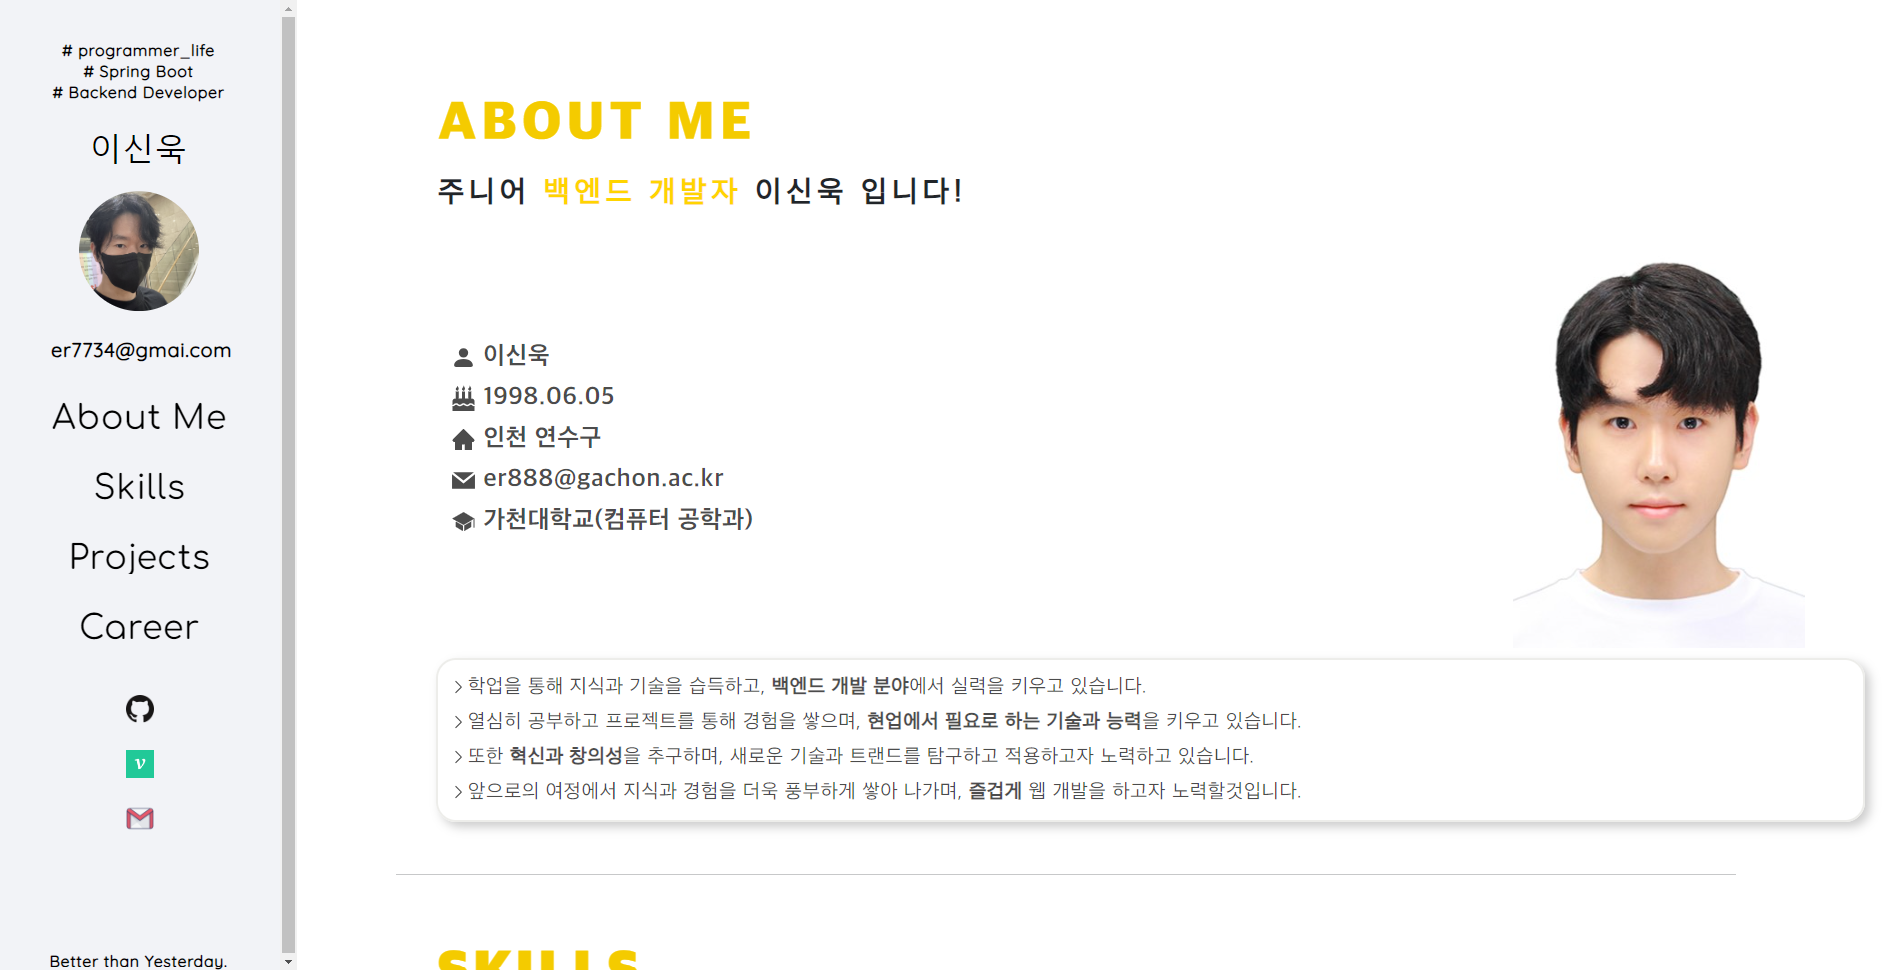 # programmer_life
# Spring Boot
# Backend Developer
이신욱
er7734@gmai.com
About Me
Skills
Projects
Career
v
Better than Yesterday.
ABOUT ME
주니어 백엔드 개발자 이신욱 입니다!
이신욱
1998.06.05
인천 연수구
er888@gachon.ac.kr
가천대학교(컴퓨터 공학과)
> 학업을 통해 지식과 기술을 습득하고, 백엔드 개발 분야에서 실력을 키우고 있습니다.
> 열심히 공부하고 프로젝트를 통해 경험을 쌓으며, 현업에서 필요로 하는 기술과 능력을 키우고 있습니다.
> 또한 혁신과 창의성을 추구하며, 새로운 기술과 트랜드를 탐구하고 적용하고자 노력하고 있습니다.
> 앞으로의 여정에서 지식과 경험을 더욱 풍부하게 쌓아 나가며, 즐겁게 웹 개발을 하고자 노력할것입니다.
SKILLS